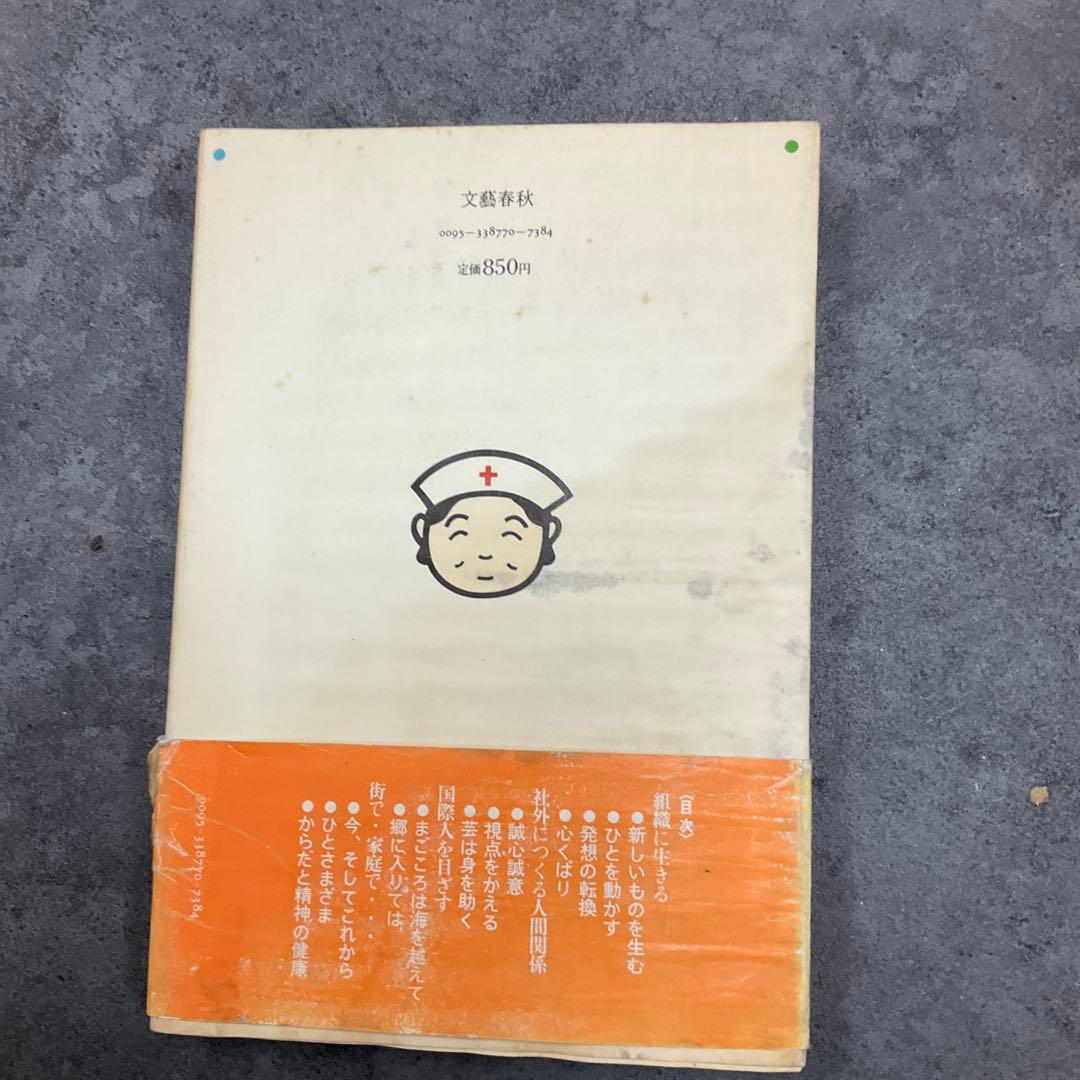 文藝春秋
0095—338770—7384
定価850円
〈目次〉
組織に生きる
●新しいものを生む
●ひとを動かす
●発想の転換
●心くばり
社外につくる人間関係
●誠心誠意
●視点をかえる
●芸は身を助く
国際人を目ざす
●まごころは海を越えて
●郷に入りては
街で・家庭で・・・
●今、そしてこれから
●ひとさまざま
●からだと精神の健康
0095-338770-7384